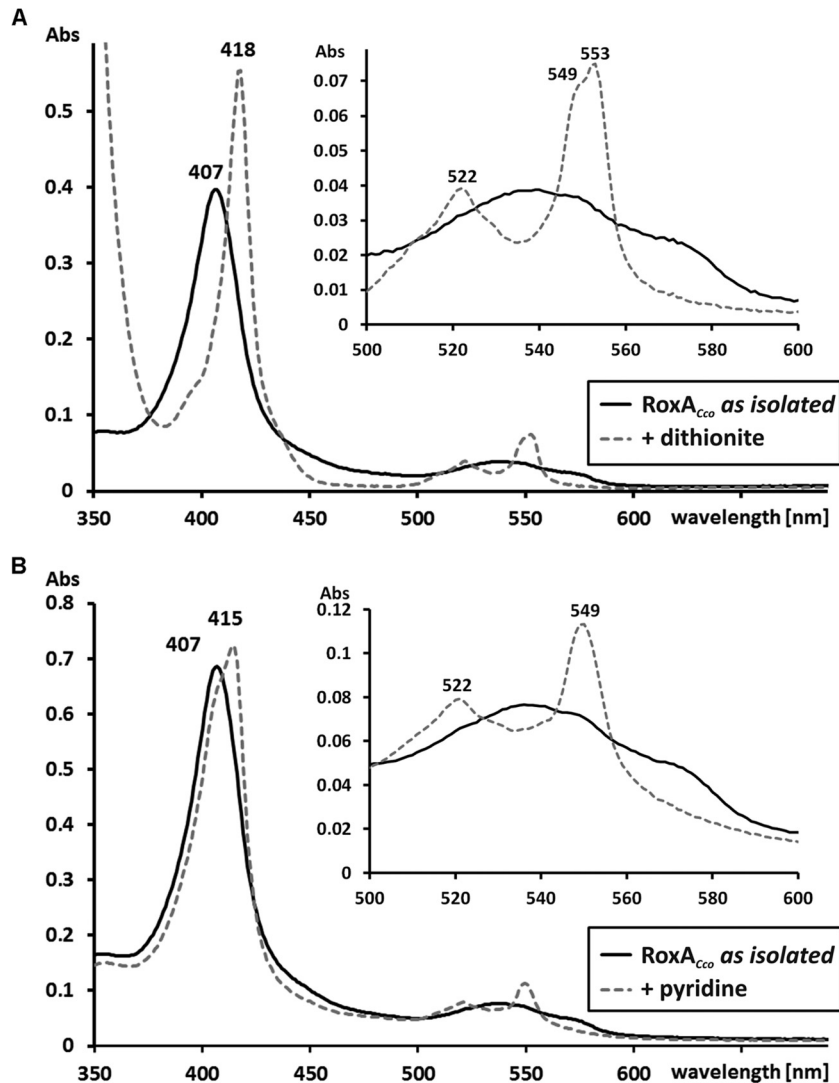 A
Abs
418
407
0.5
0.4
0.3
0.2
0.1
0
350 400 450 500 550 600 wavelength [nm]
Abs
553
549
522
0.07
0.06
0.05
0.04
0.03
0.02
0.01
0
500 520 540 560 580 600
RoxACco as isolated
+ dithionite
B
Abs
415
407
0.8
0.7
0.6
0.5
0.4
0.3
0.2
0.1
0
350 400 450 500 550 600 wavelength [nm]
Abs
549
522
0.12
0.1
0.08
0.06
0.04
0.02
0
500 520 540 560 580 600
RoxACco as isolated
+ pyridine